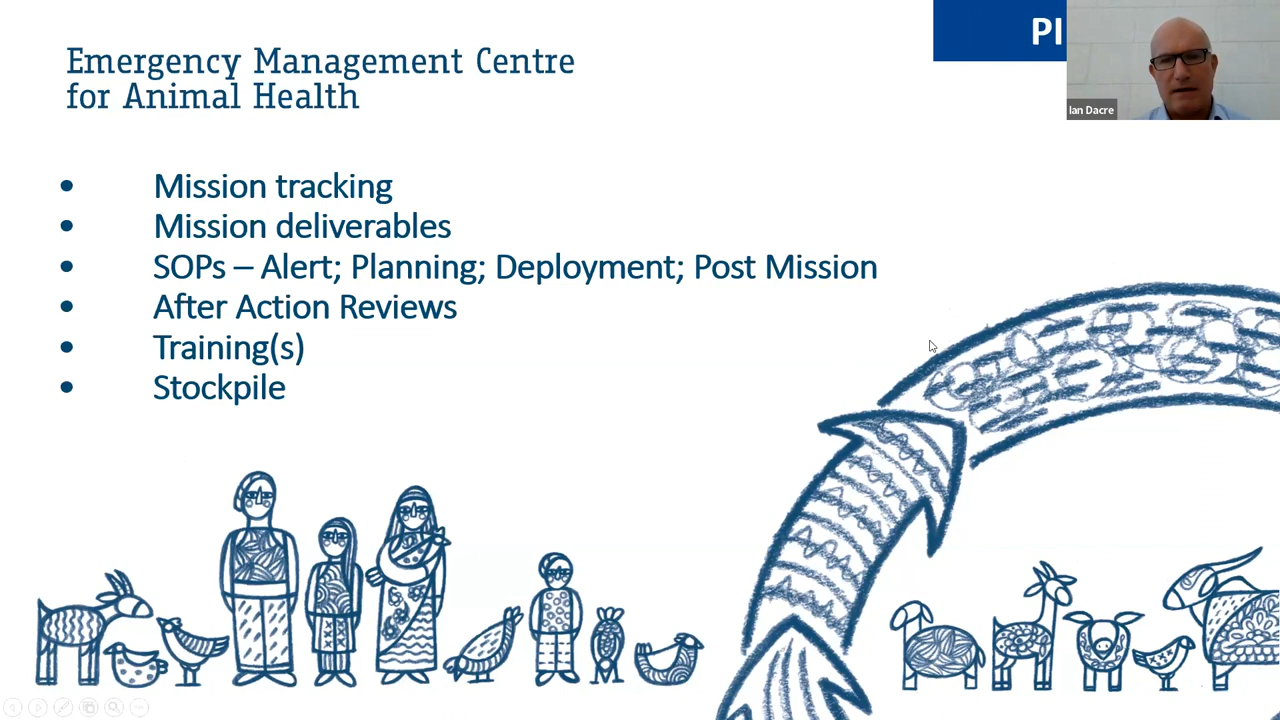 PI
Ian Dacre
Emergency Management Centre
for Animal Health
• Mission tracking
• Mission deliverables
• SOPs – Alert; Planning; Deployment; Post Mission
• After Action Reviews
• Training(s)
• Stockpile